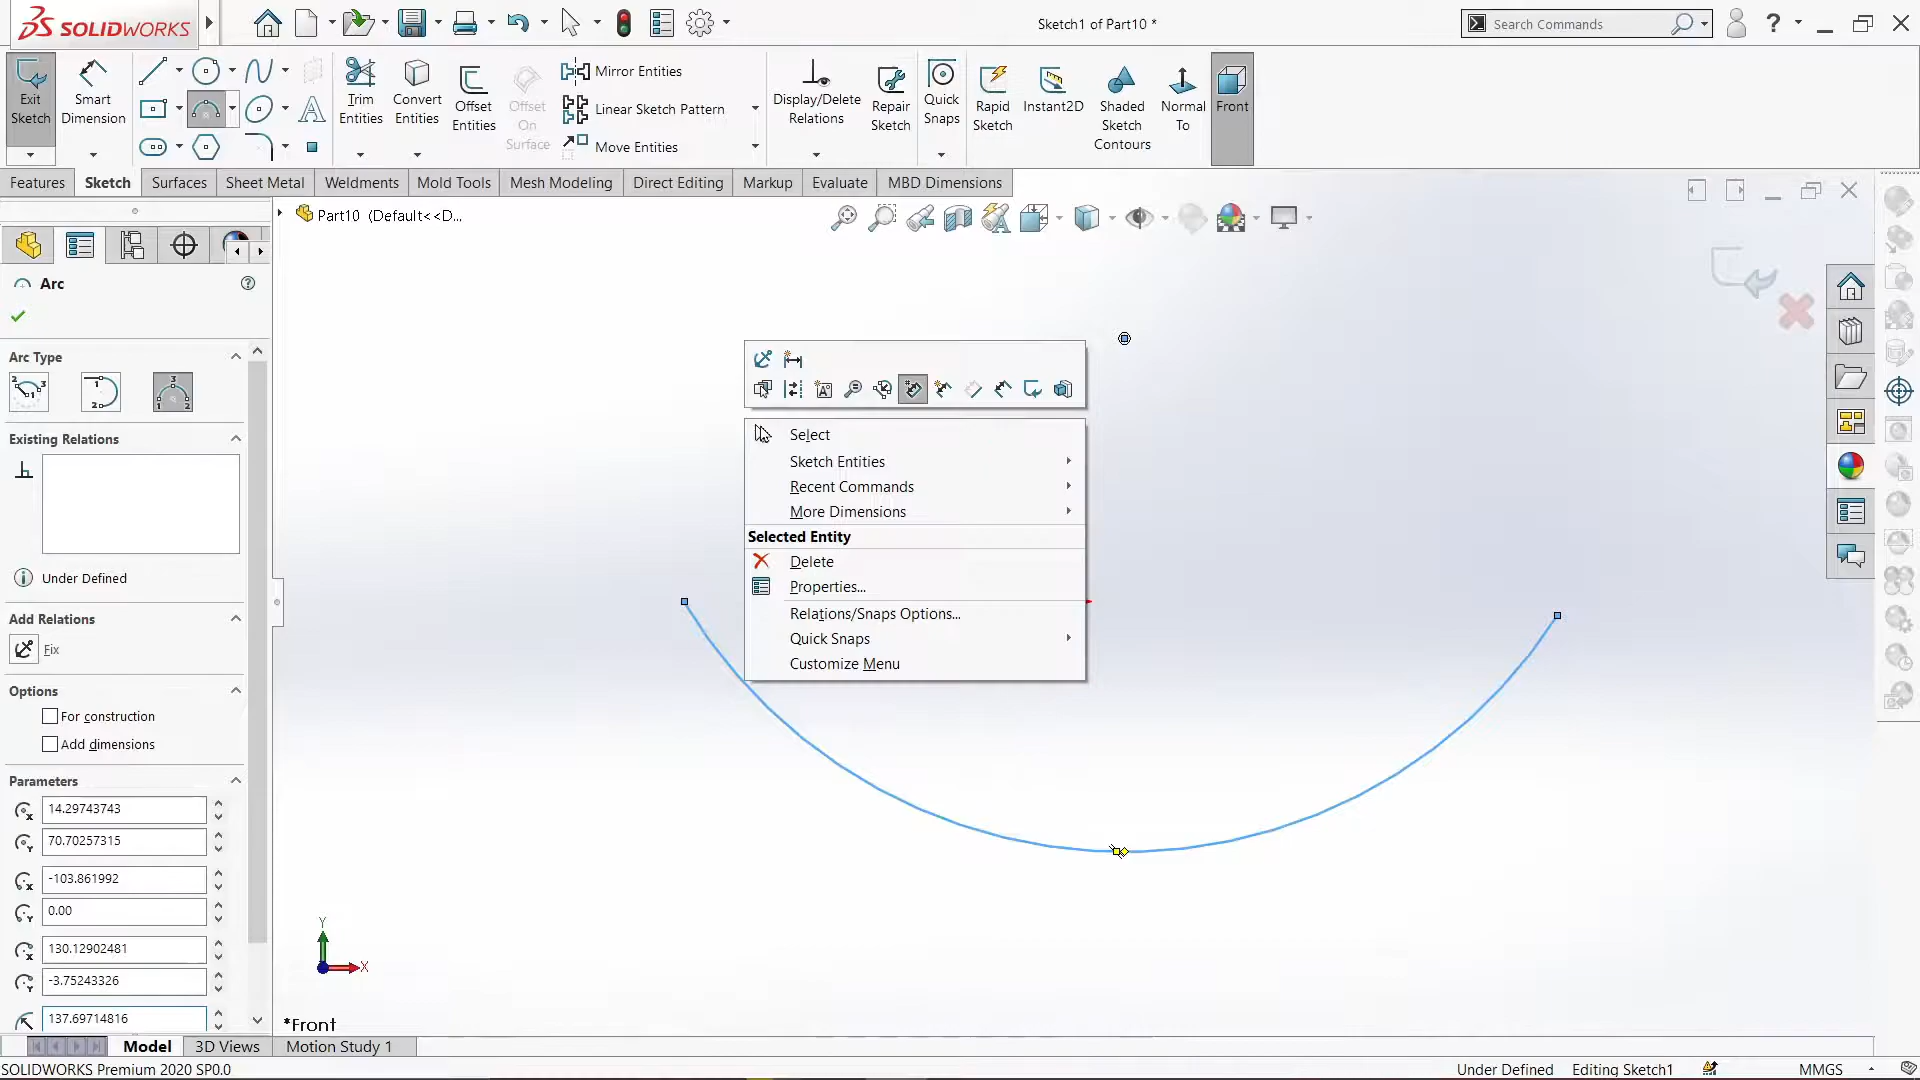 SOLIDWORKS
Sketch1 of Part10 *
Search Commands
?
Exit Sketch
Smart Dimension
Trim Entities
Convert Entities
Offset Entities
Offset On Surface
Mirror Entities
Linear Sketch Pattern
Move Entities
Display/Delete Relations
Repair Sketch
Quick Snaps
Rapid Sketch
Instant2D
Shaded Sketch Contours
Normal To
Front
Features
Sketch
Surfaces
Sheet Metal
Weldments
Mold Tools
Mesh Modeling
Direct Editing
Markup
Evaluate
MBD Dimensions
Part10 (Default<<D...
Arc
Arc Type
Existing Relations
Under Defined
Add Relations
Fix
Options
For construction
Add dimensions
Parameters
14.29743743
70.70257315
-103.861992
0.00
130.12902481
-3.75243326
137.69714816
Select
Sketch Entities
Recent Commands
More Dimensions
Selected Entity
Delete
Properties...
Relations/Snaps Options...
Quick Snaps
Customize Menu
Y
X
*Front
Model
3D Views
Motion Study 1
SOLIDWORKS Premium 2020 SP0.0
Under Defined
Editing Sketch1
MMGS